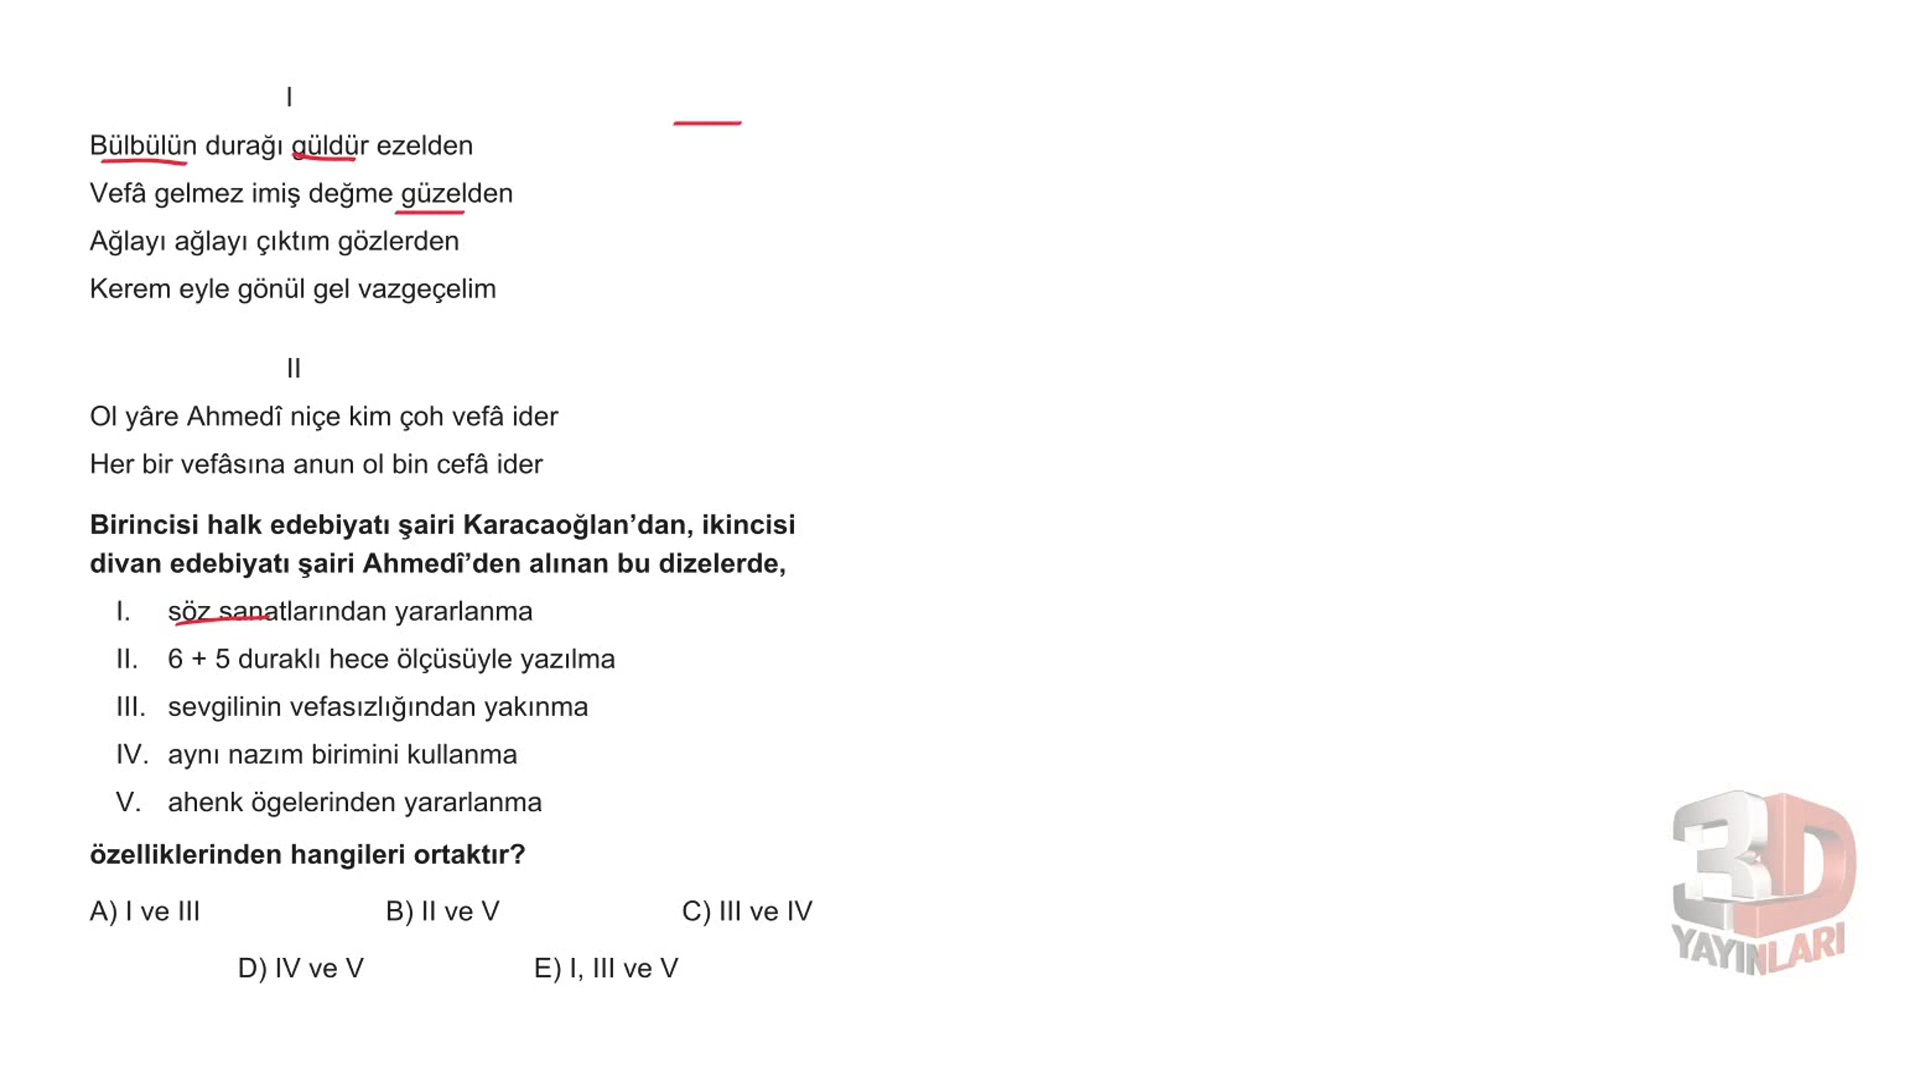 I
Bülbülün durağı güldür ezelden
Vefâ gelmez imiş değme güzelden
Ağlayı ağlayı çıktım gözlerden
Kerem eyle gönül gel vazgeçelim
II
Ol yâre Ahmedî niçe kim çoh vefâ ider
Her bir vefâsına anun ol bin cefâ ider
Birincisi halk edebiyatı şairi Karacaoğlan’dan, ikincisi
divan edebiyatı şairi Ahmedî’den alınan bu dizelerde,
I. söz sanatlarından yararlanma
II. 6 + 5 duraklı hece ölçüsüyle yazılma
III. sevgilinin vefasızlığından yakınma
IV. aynı nazım birimini kullanma
V. ahenk ögelerinden yararlanma
özelliklerinden hangileri ortaktır?
A) I ve III B) II ve V C) III ve IV
D) IV ve V E) I, III ve V
3D
YAYINLARI